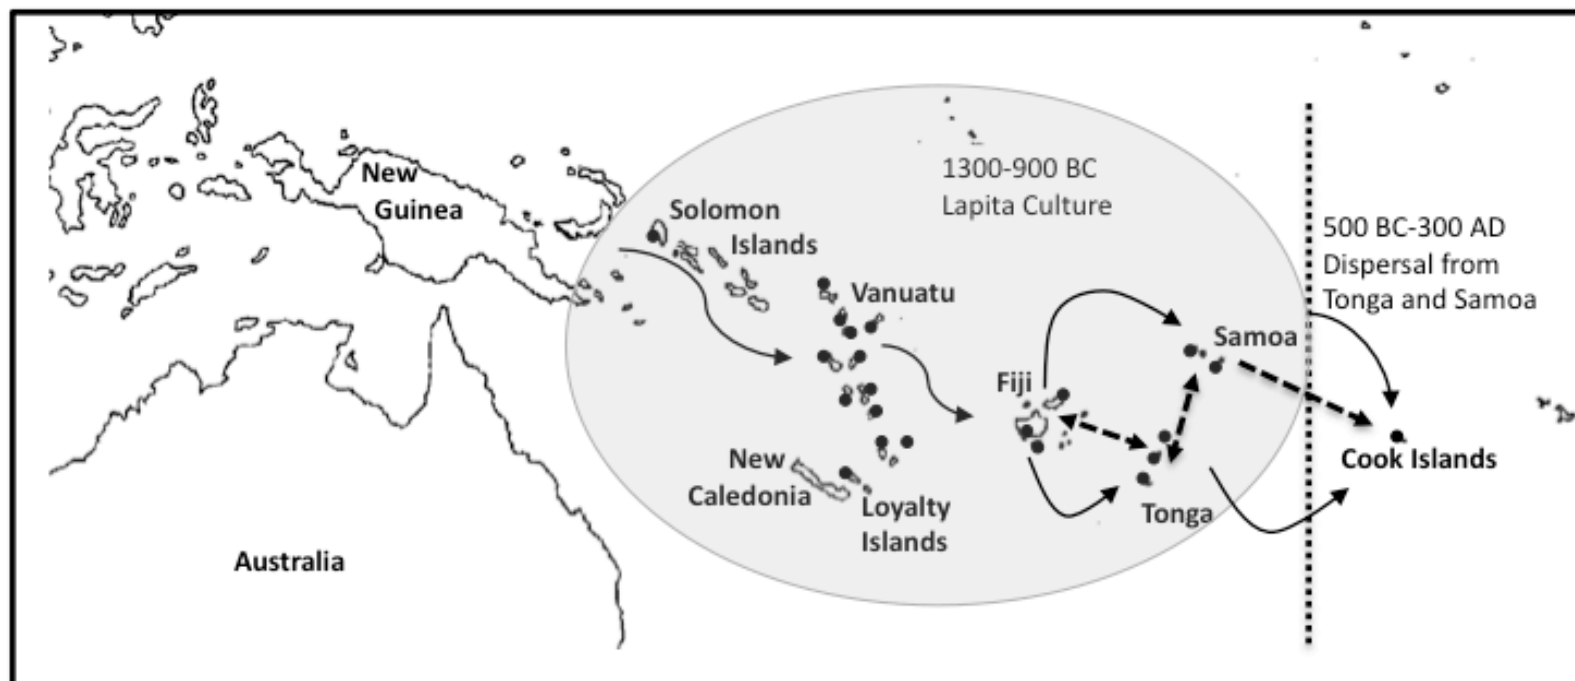 New
Guinea
Solomon
Islands
1300-900 BC
Lapita Culture
500 BC-300 AD
Dispersal from
Tonga and Samoa
Vanuatu
Samoa
Fiji
Cook Islands
New
Caledonia
Loyalty
Islands
Tonga
Australia